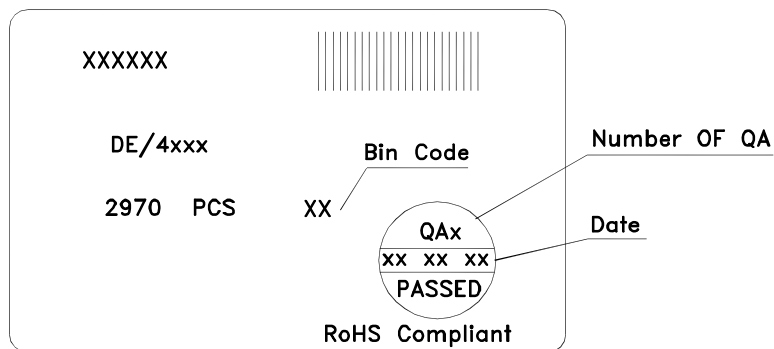 XXXXXX
DE/4xxx
Bin Code
Number OF QA
2970 PCS
XX
QAx
Date
xx xx xx
PASSED
RoHS Compliant